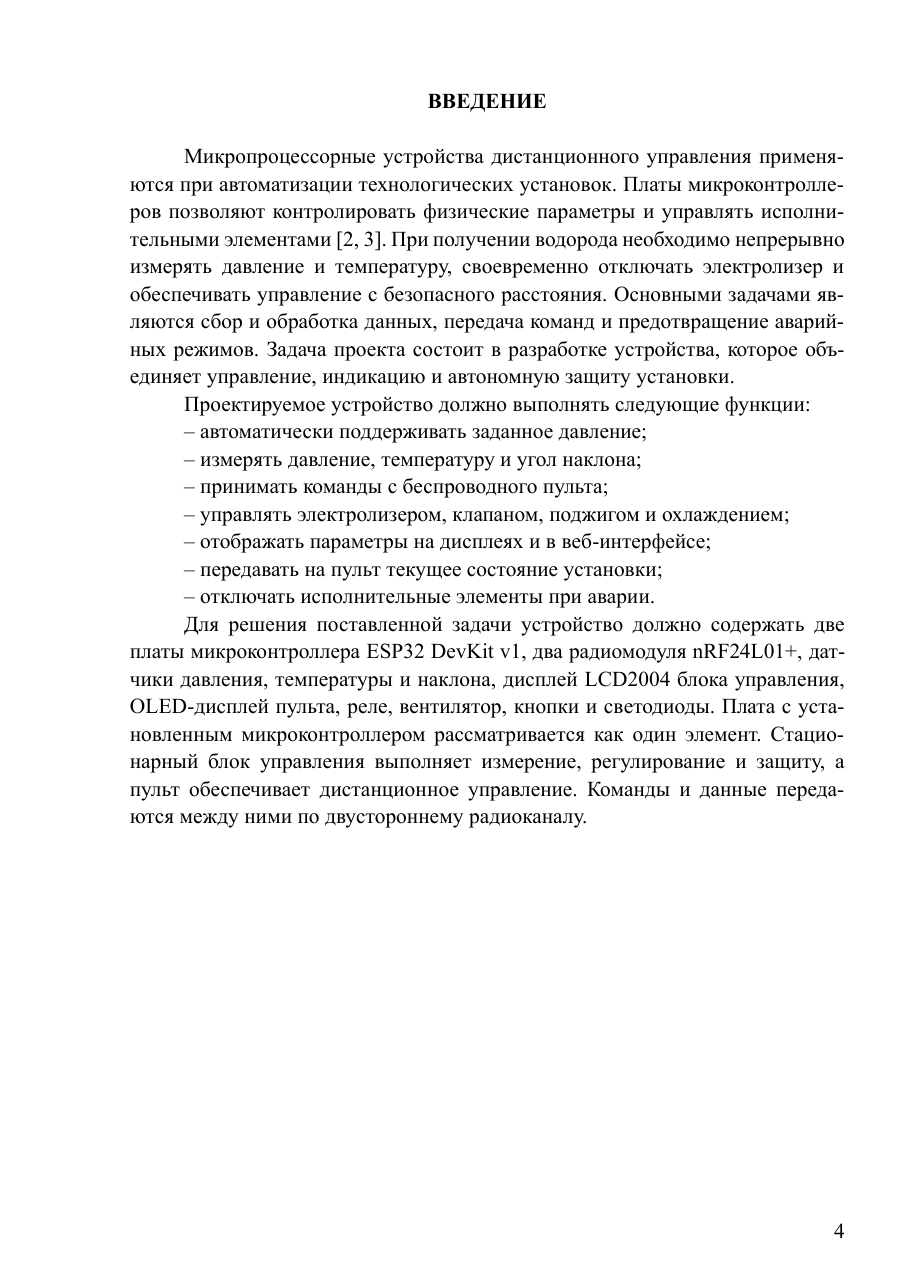 ВВЕДЕНИЕ
Микропроцессорные устройства дистанционного управления применя-
ются при автоматизации технологических установок. Платы микроконтролле-
ров позволяют контролировать физические параметры и управлять исполни-
тельными элементами [2, 3]. При получении водорода необходимо непрерывно
измерять давление и температуру, своевременно отключать электролизер и
обеспечивать управление с безопасного расстояния. Основными задачами яв-
ляются сбор и обработка данных, передача команд и предотвращение аварий-
ных режимов. Задача проекта состоит в разработке устройства, которое объ-
единяет управление, индикацию и автономную защиту установки.
Проектируемое устройство должно выполнять следующие функции:
– автоматически поддерживать заданное давление;
– измерять давление, температуру и угол наклона;
– принимать команды с беспроводного пульта;
– управлять электролизером, клапаном, поджигом и охлаждением;
– отображать параметры на дисплеях и в веб-интерфейсе;
– передавать на пульт текущее состояние установки;
– отключать исполнительные элементы при аварии.
Для решения поставленной задачи устройство должно содержать две
платы микроконтроллера ESP32 DevKit v1, два радиомодуля nRF24L01+, дат-
чики давления, температуры и наклона, дисплей LCD2004 блока управления,
OLED-дисплей пульта, реле, вентилятор, кнопки и светодиоды. Плата с уста-
новленным микроконтроллером рассматривается как один элемент. Стацио-
нарный блок управления выполняет измерение, регулирование и защиту, а
пульт обеспечивает дистанционное управление. Команды и данные переда-
ются между ними по двустороннему радиоканалу.
4